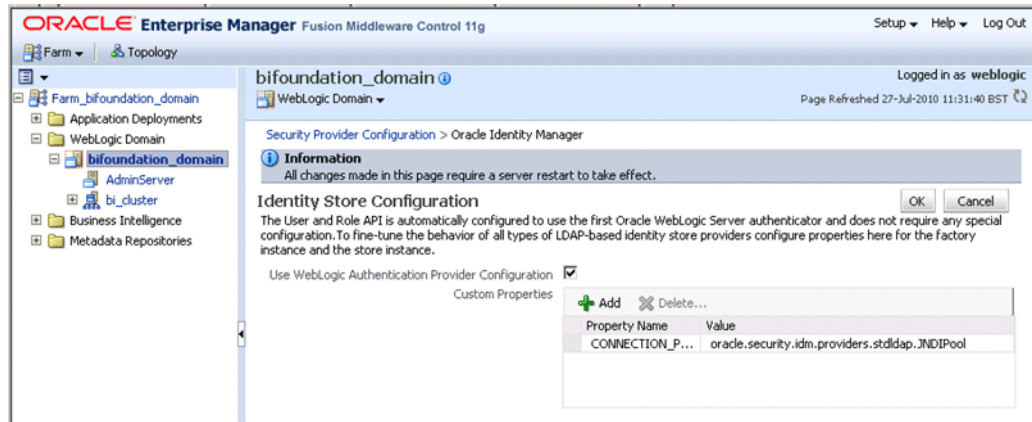 ORACLE Enterprise Manager Fusion Middleware Control 11g
Setup Help Log Out
Farm Topology
bifoundation_domain
Logged in as weblogic
WebLogic Domain
Page Refreshed 27-Jul-2010 11:31:40 BST
Farm_bifoundation_domain
Application Deployments
WebLogic Domain
bifoundation_domain
AdminServer
bi_cluster
Business Intelligence
Metadata Repositories
Security Provider Configuration > Oracle Identity Manager
Information
All changes made in this page require a server restart to take effect.
Identity Store Configuration
OK Cancel
The User and Role API is automatically configured to use the first Oracle WebLogic Server authenticator and does not require any special
configuration.To fine-tune the behavior of all types of LDAP-based identity store providers configure properties here for the factory
instance and the store instance.
Use WebLogic Authentication Provider Configuration
Custom Properties
Add Delete...
Property Name Value
CONNECTION_P... oracle.security.idm.providers.stdldap.JNDIPool